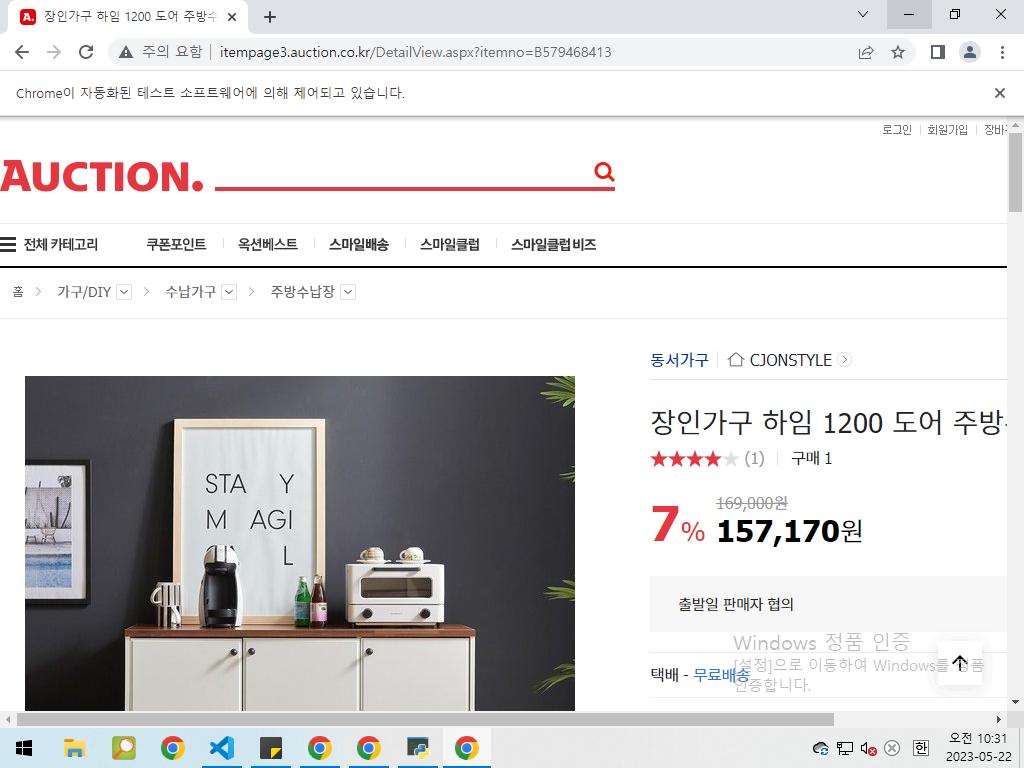 장인가구 하임 1200 도어 주방수
주의 요함
itempage3.auction.co.kr/DetailView.aspx?itemno=B579468413
Chrome이 자동화된 테스트 소프트웨어에 의해 제어되고 있습니다.
로그인 회원가입 장바구
AUCTION.
전체 카테고리 쿠폰포인트 옥션베스트 스마일배송 스마일클럽 스마일클럽 비즈
홈 가구/DIY 수납가구 주방수납장
동서가구 CJONSTYLE
장인가구 하임 1200 도어 주방
(1) 구매 1
STA Y
M AGI
L
169,000원
7% 157,170원
출발일 판매자 협의
택배 - 무료배송
Windows 정품 인증
[설정]으로 이동하여 Windows를 정품
인증합니다.
한
오전 10:31
2023-05-22